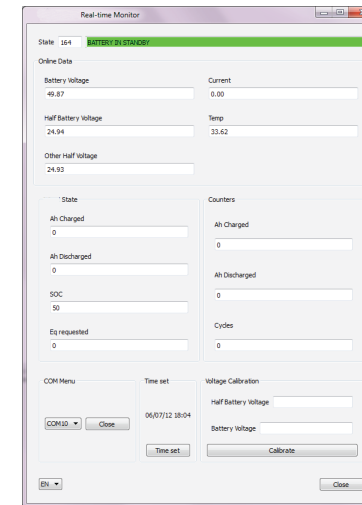 Real-time Monitor
State 164 BATTERY IN STANDBY
Online Data
Battery Voltage Current
49.87 0.00
Half Battery Voltage Temp
24.94 33.62
Other Half Voltage
24.93
State Counters
Ah Charged Ah Charged
0 0
Ah Discharged Ah Discharged
0 0
SOC
50
Eq requested Cycles
0 0
COM Menu Time set Voltage Calibration
Half Battery Voltage
COM10 Close 06/07/12 18:04
Battery Voltage
Time set Calibrate
EN Close